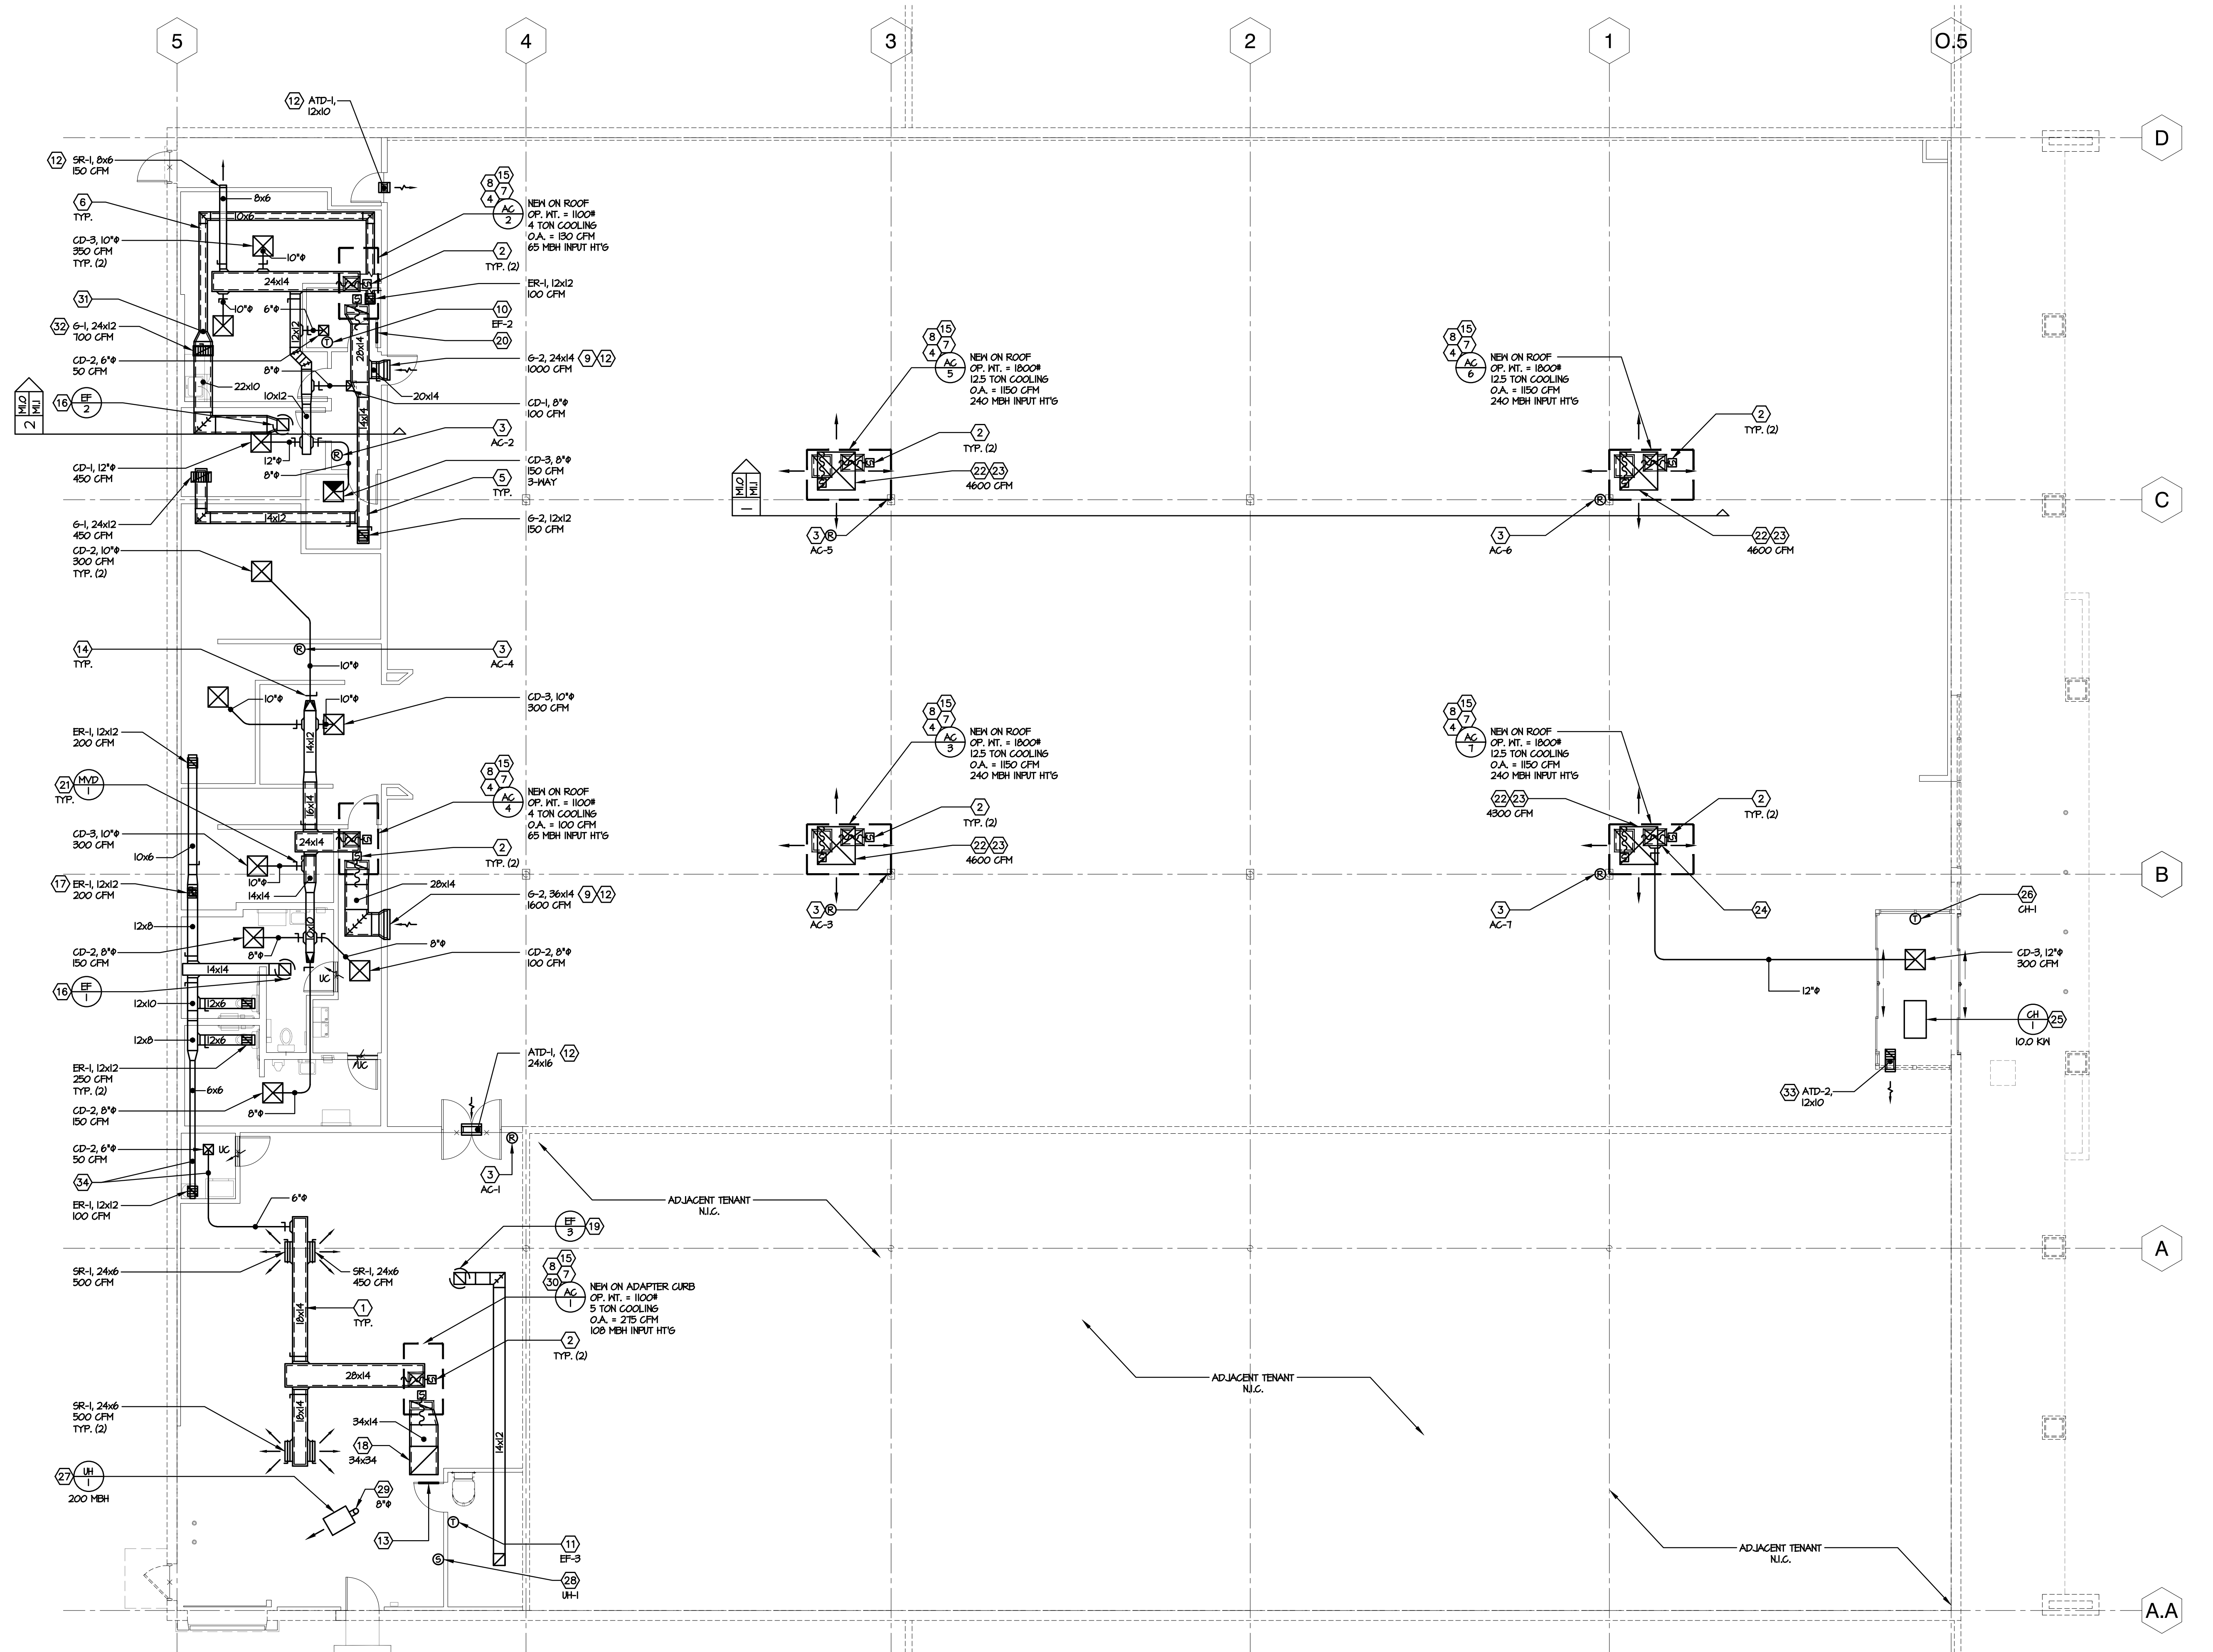 5
4
3
2
1
0.5
D
C
B
A
A.A
12 ATD-1,
12x10
12 SR-1, 8x6
150 CFM
8x6
6
TYP.
10x6
CD-3, 10"Φ
350 CFM
TYP. (2)
10"Φ
24x14
31
10"Φ
6"Φ
32 G-1, 24x12
700 CFM
12x12
28x14
CD-2, 6"Φ
50 CFM
8"Φ
22x10
16 EF
2
10x12
14x14
2
M1.0
M1.1
CD-1, 12"Φ
450 CFM
12"Φ
8"Φ
G-1, 24x12
450 CFM
14x12
15
8
7
4
AC
2
NEW ON ROOF
OP. WT. = 1100#
4 TON COOLING
O.A. = 130 CFM
65 MBH INPUT HT'G
2
TYP. (2)
ER-1, 12x12
100 CFM
10
EF-2
20
G-2, 24x14 9 12
1000 CFM
20x14
CD-1, 8"Φ
100 CFM
3
AC-2
CD-3, 8"Φ
150 CFM
3-WAY
5
TYP.
G-2, 12x12
150 CFM
S
S
T
R
15
8
7
4
AC
5
NEW ON ROOF
OP. WT. = 1800#
12.5 TON COOLING
O.A. = 1150 CFM
240 MBH INPUT HT'G
2
TYP. (2)
22 23
4600 CFM
3 R
AC-5
1
M1.0
M1.1
15
8
7
4
AC
6
NEW ON ROOF
OP. WT. = 1800#
12.5 TON COOLING
O.A. = 1150 CFM
240 MBH INPUT HT'G
2
TYP. (2)
R
3
AC-6
22 23
4600 CFM
CD-2, 10"Φ
300 CFM
TYP. (2)
14
TYP.
R
3
AC-4
10"Φ
10"Φ
10"Φ
CD-3, 10"Φ
300 CFM
14x12
ER-1, 12x12
200 CFM
21 MVD
1
TYP.
16x14
15
8
7
4
AC
4
NEW ON ROOF
OP. WT. = 1100#
4 TON COOLING
O.A. = 100 CFM
65 MBH INPUT HT'G
CD-3, 10"Φ
300 CFM
24x14
10x6
10"Φ
2
TYP. (2)
17 ER-1, 12x12
200 CFM
14x14
28x14
G-2, 36x14 9 12
1600 CFM
12x8
10x10
CD-2, 8"Φ
150 CFM
8"Φ
8"Φ
CD-2, 8"Φ
100 CFM
14x14
UC
16 EF
1
12x10
12x6
12x8
12x6
UC
ER-1, 12x12
250 CFM
TYP. (2)
6x6
CD-2, 8"Φ
150 CFM
8"Φ
ATD-1, 12
24x16
15
8
7
4
AC
3
NEW ON ROOF
OP. WT. = 1800#
12.5 TON COOLING
O.A. = 1150 CFM
240 MBH INPUT HT'G
2
TYP. (2)
22 23
4600 CFM
3 R
AC-3
15
8
7
4
AC
7
NEW ON ROOF
OP. WT. = 1800#
12.5 TON COOLING
O.A. = 1150 CFM
240 MBH INPUT HT'G
22 23
4300 CFM
2
TYP. (2)
R
3
AC-7
24
26
CH-1
T
CD-3, 12"Φ
300 CFM
12"Φ
CH
1
25
10.0 KW
33 ATD-2,
12x10
CD-2, 6"Φ
50 CFM
UC
34
ER-1, 12x12
100 CFM
6"Φ
R
3
AC-1
ADJACENT TENANT
N.I.C.
EF
3
19
SR-1, 24x6
500 CFM
SR-1, 24x6
450 CFM
18x14
1
TYP.
15
8
7
30
AC
1
NEW ON ADAPTER CURB
OP. WT. = 1100#
5 TON COOLING
O.A. = 275 CFM
108 MBH INPUT HT'G
2
TYP. (2)
28x14
S
S
SR-1, 24x6
500 CFM
TYP. (2)
18x14
34x14
18
34x34
14x12
27 UH
1
200 MBH
29
8"Φ
13
T
11
EF-3
S
28
UH-1
ADJACENT TENANT
N.I.C.
ADJACENT TENANT
N.I.C.